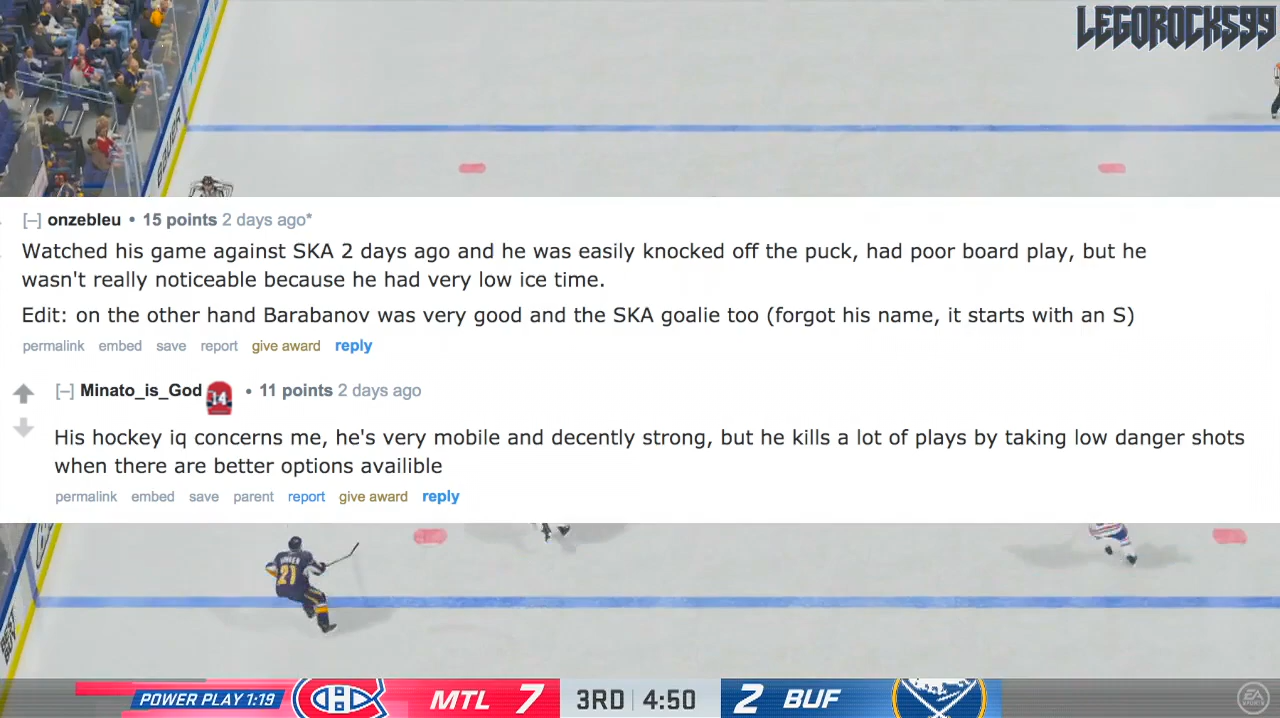 LEGOROCKS99
BAUER
[–] onzebleu • 15 points 2 days ago*
Watched his game against SKA 2 days ago and he was easily knocked off the puck, had poor board play, but he
wasn't really noticeable because he had very low ice time.
Edit: on the other hand Barabanov was very good and the SKA goalie too (forgot his name, it starts with an S)
permalink embed save report give award reply
[–] Minato_is_God 14 • 11 points 2 days ago
His hockey iq concerns me, he's very mobile and decently strong, but he kills a lot of plays by taking low danger shots
when there are better options availible
permalink embed save parent report give award reply
21
POWER PLAY 1:19 MTL 7 3RD 4:50 2 BUF EA SPORTS